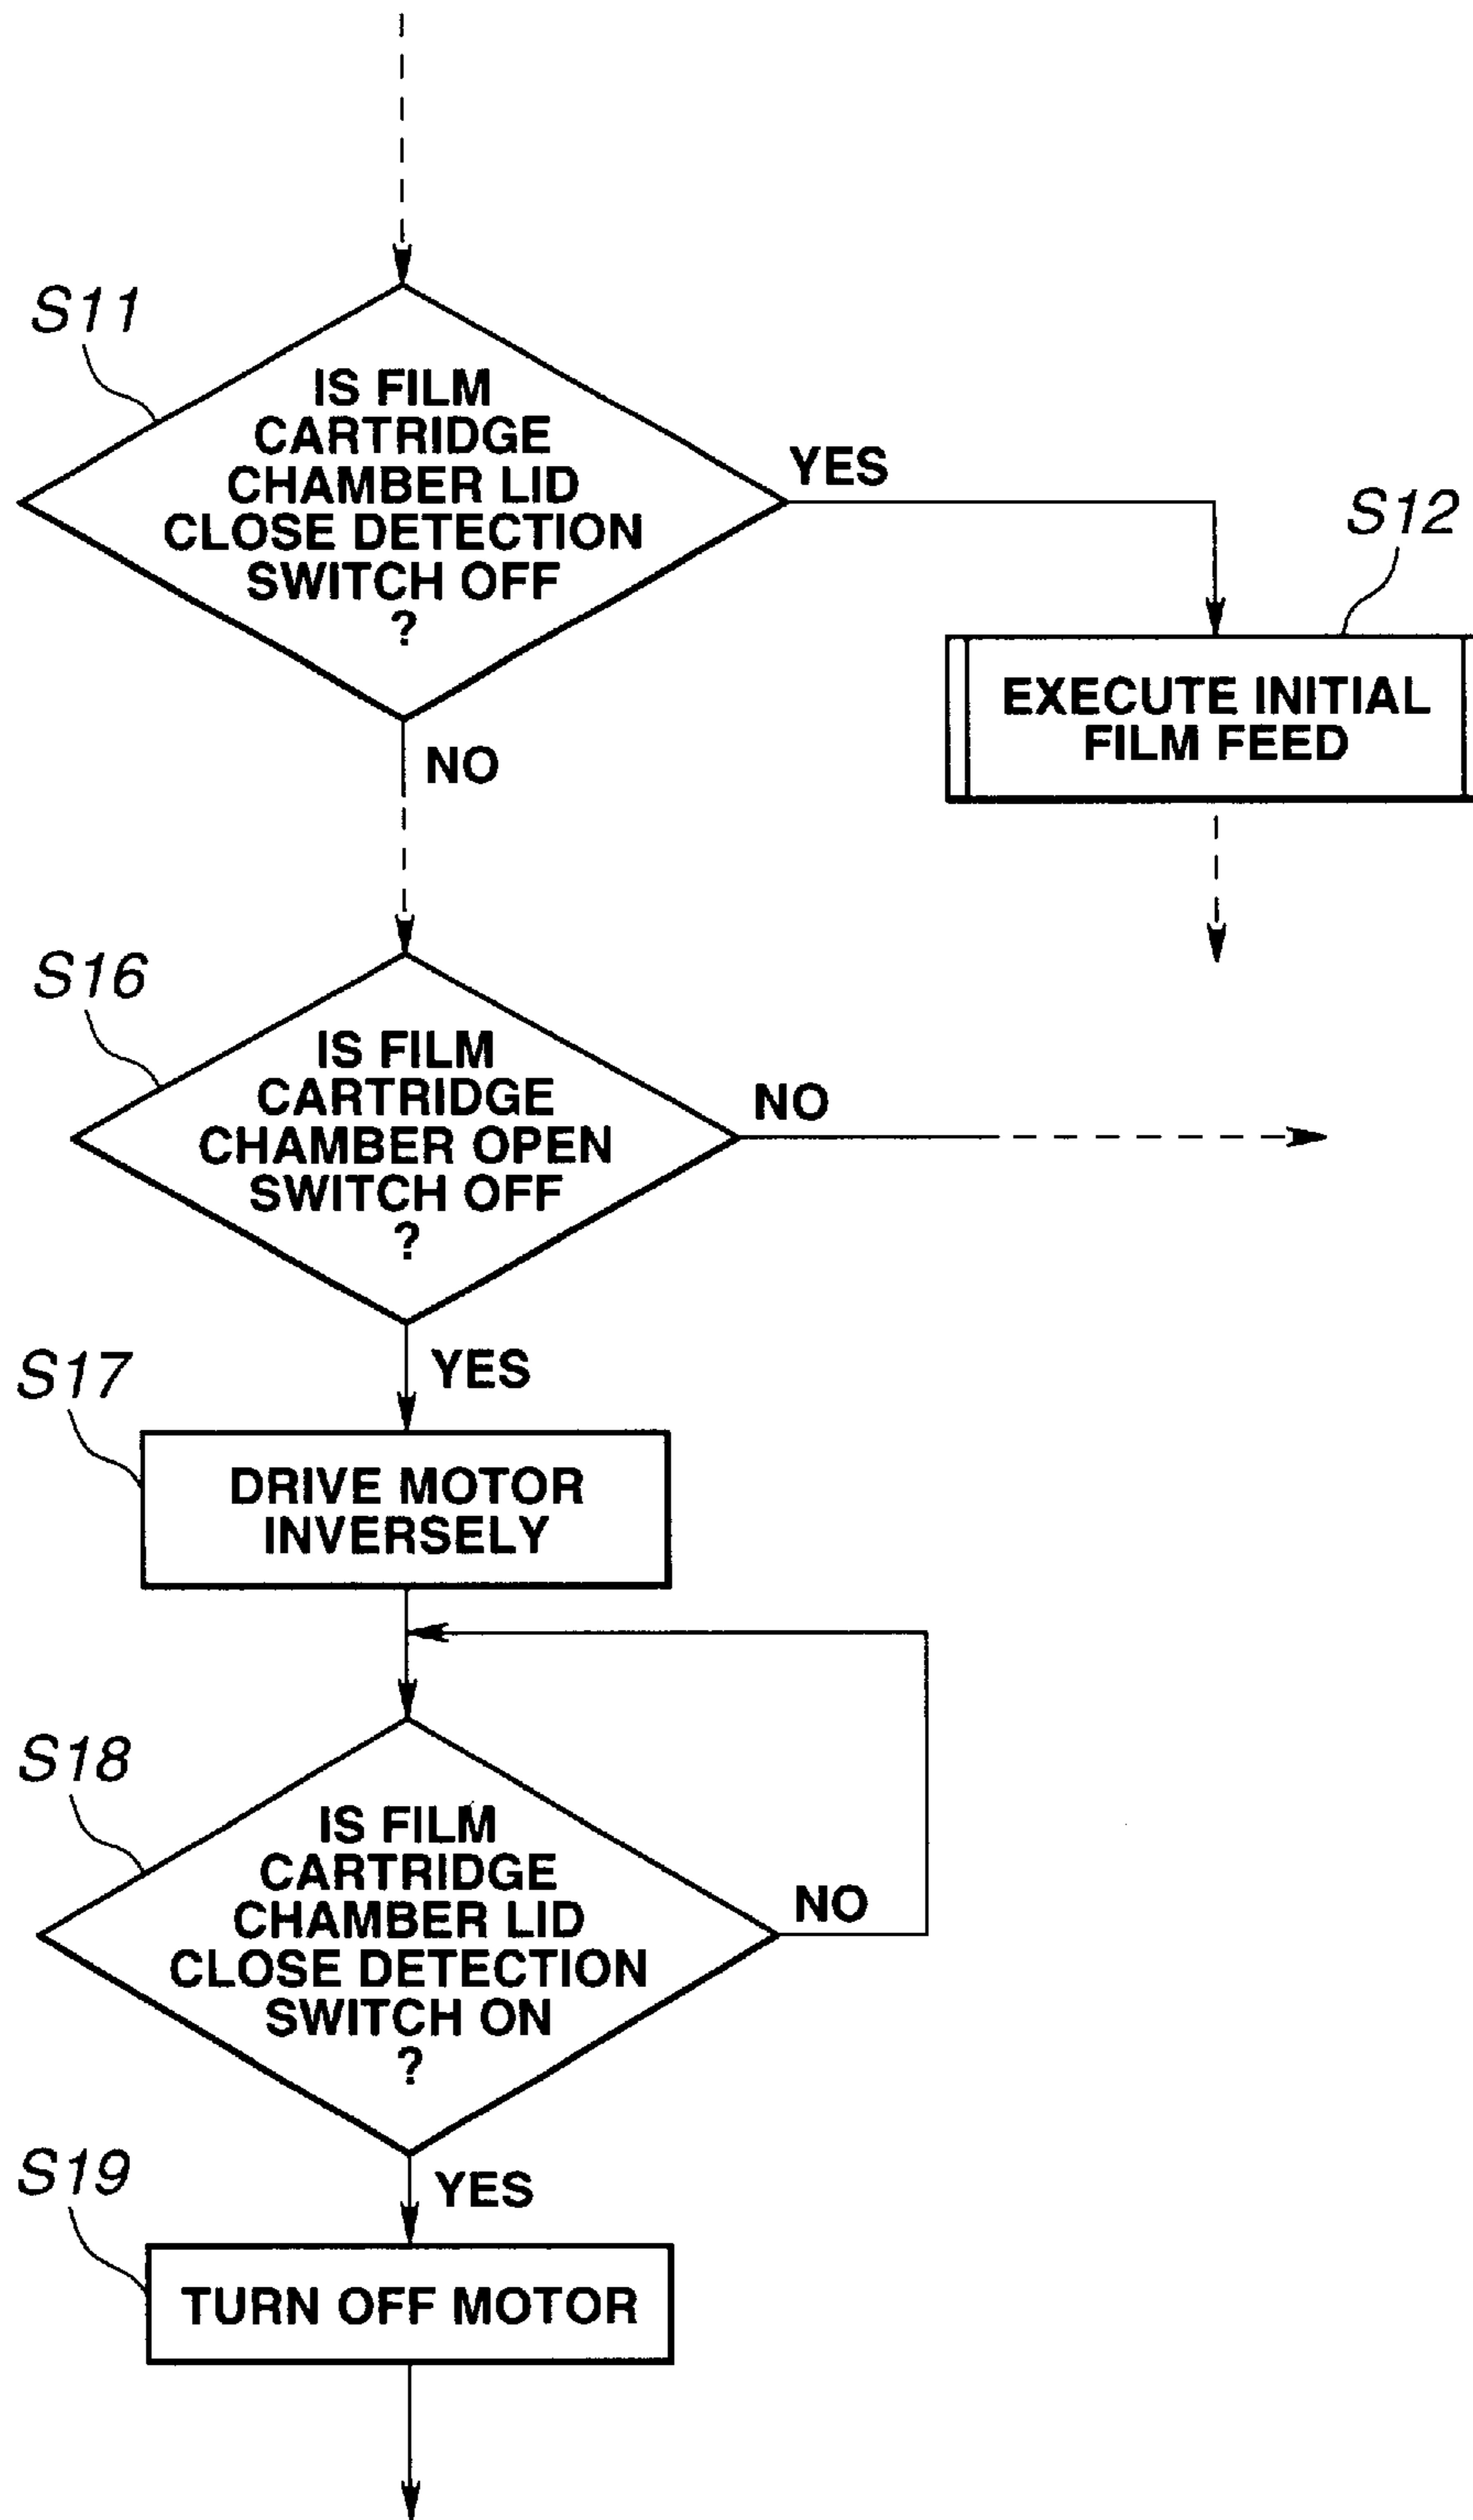 S11
IS FILM
CARTRIDGE
CHAMBER LID
CLOSE DETECTION
SWITCH OFF
?
YES
S12
EXECUTE INITIAL
FILM FEED
NO
S16
IS FILM
CARTRIDGE
CHAMBER OPEN
SWITCH OFF
?
NO
YES
S17
DRIVE MOTOR
INVERSELY
S18
IS FILM
CARTRIDGE
CHAMBER LID
CLOSE DETECTION
SWITCH ON
?
NO
YES
S19
TURN OFF MOTOR